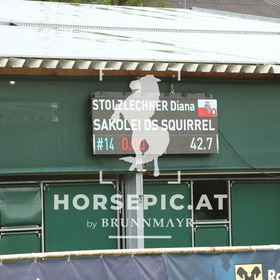 STOLZLECHNER Diana
SAKOLEI DS SQUIRREL
#14 0.00 42.7
HORSEPIC.AT
by BRUNNMAYR